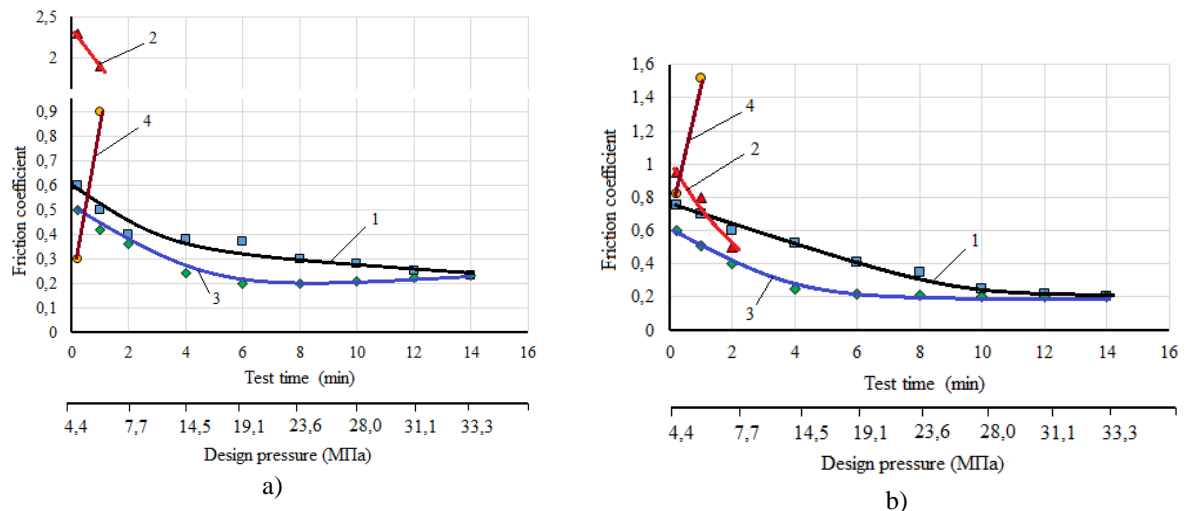 2,5
2
0,9
0,8
0,7
0,6
0,5
0,4
0,3
0,2
0,1
0
Friction coefficient
2
4
1
3
0 2 4 6 8 10 12 14 16
Test time (min)
4,4 7,7 14,5 19,1 23,6 28,0 31,1 33,3
Design pressure (МПа)
a)
1,6
1,4
1,2
1
0,8
0,6
0,4
0,2
0
Friction coefficient
4
2
1
3
0 2 4 6 8 10 12 14 16
Test time (min)
4,4 7,7 14,5 19,1 23,6 28,0 31,1 33,3
Design pressure (МПа)
b)